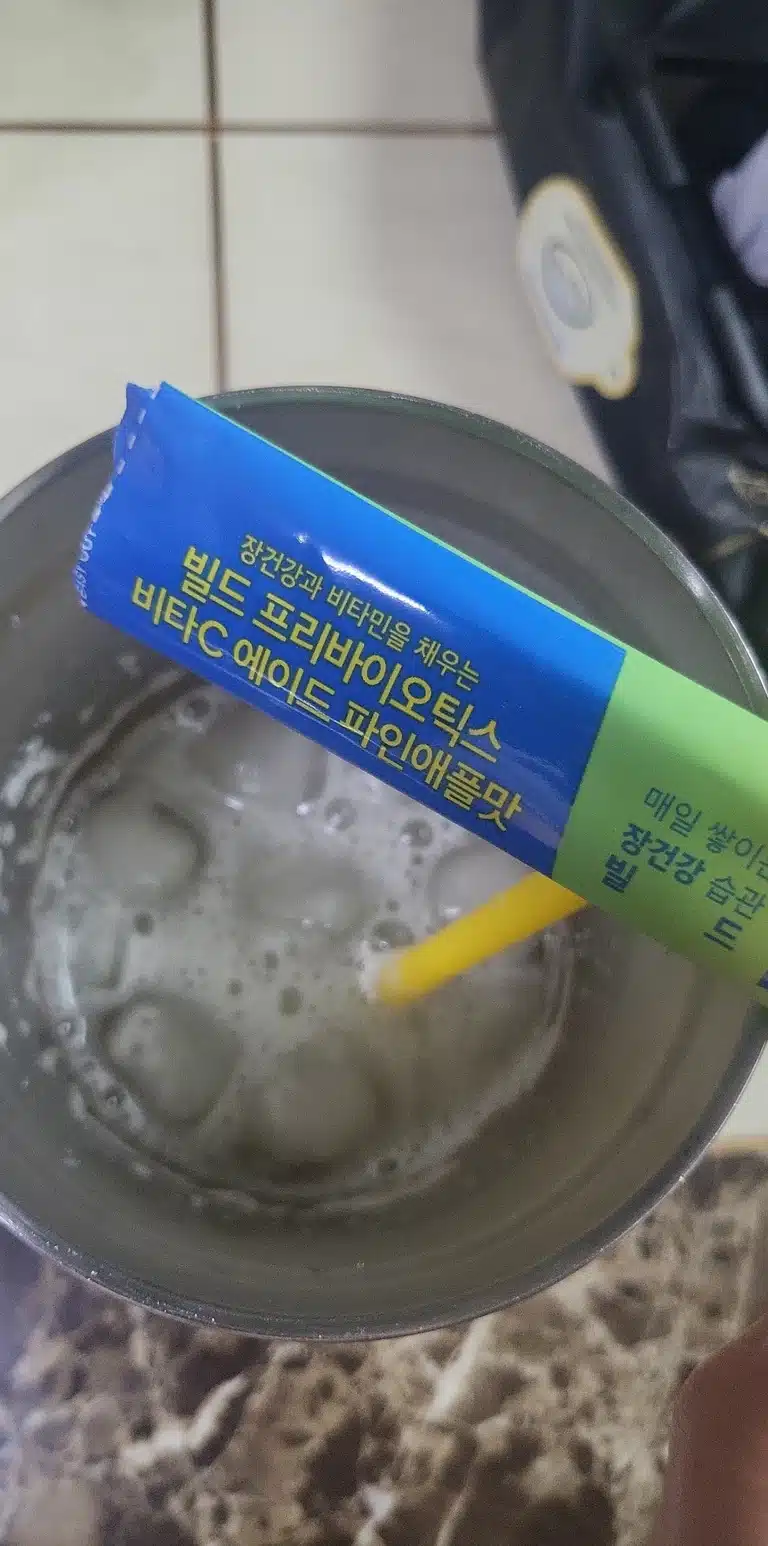 장건강과 비타민을 채우는
빌드 프리바이오틱스
비타C 에이드 파인애플맛
매일 쌓이는
장건강 습관
빌 드